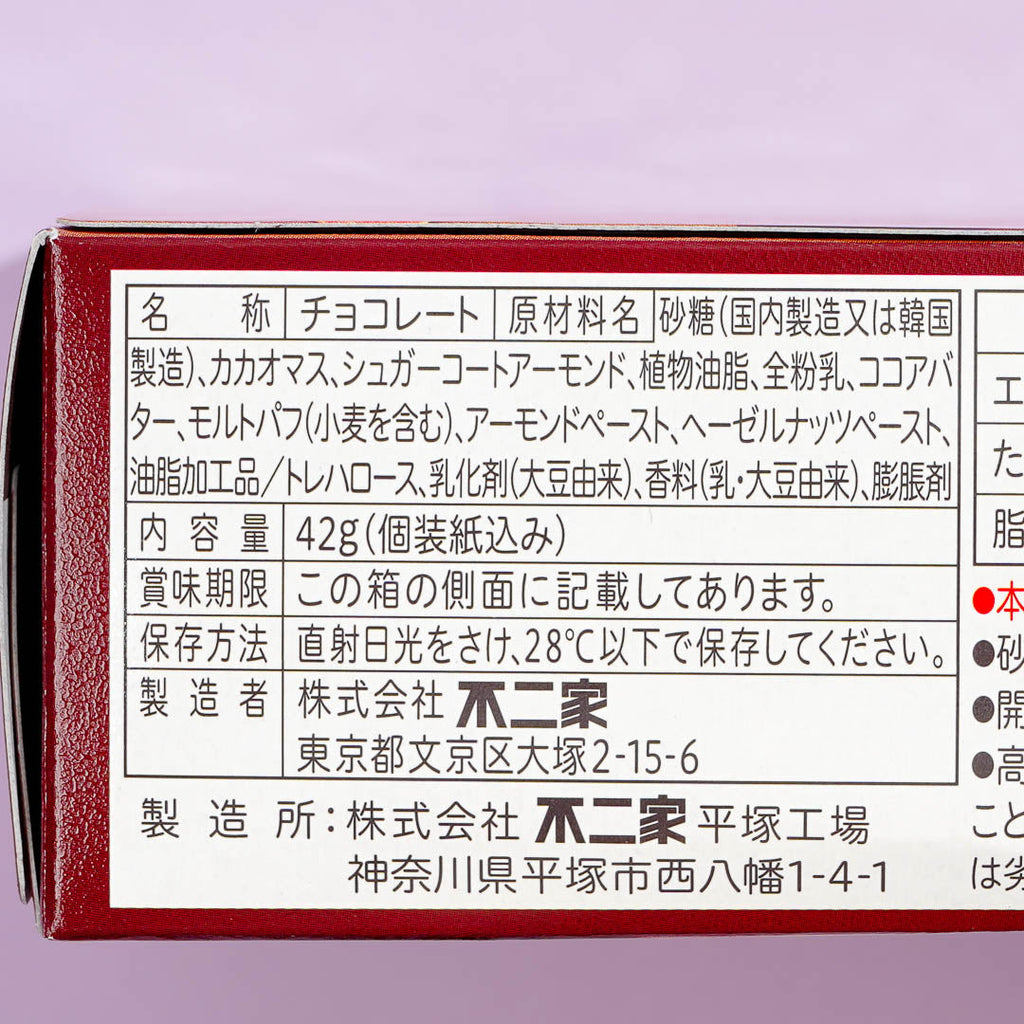 名称 チョコレート 原材料名 砂糖(国内製造又は韓国
製造)、カカオマス、シュガーコートアーモンド、植物油脂、全粉乳、ココアバ
ター、モルトパフ(小麦を含む)、アーモンドペースト、ヘーゼルナッツペースト、
油脂加工品/トレハロース、乳化剤(大豆由来)、香料(乳・大豆由来)、膨脹剤
内容量 42g(個装紙込み)
賞味期限 この箱の側面に記載してあります。
保存方法 直射日光をさけ、28℃以下で保存してください。
製造者 株式会社 不二家
東京都文京区大塚2-15-6
製造所:株式会社 不二家 平塚工場
神奈川県平塚市西八幡1-4-1
エ
た
脂
●本
●砂
●開
●高
こと
は劣